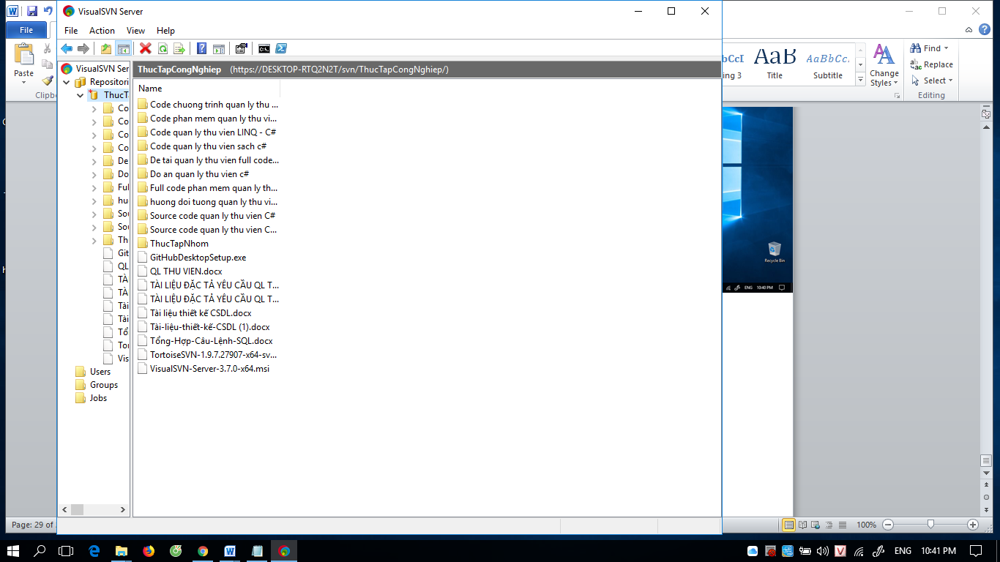 VisualSVN Server
File Action View Help
VisualSVN Ser
Repositori
ThucTa
Co
Co
Co
Co
De
Do
Ful
hu
Sou
Sou
Th
Git
QL
TÀ
TÀ
Tài
Tài
Tổ
Tor
Vis
Users
Groups
Jobs
ThucTapCongNghiep (https://DESKTOP-RTQ2N2T/svn/ThucTapCongNghiep/)
Name
Code chuong trinh quan ly thu ...
Code phan mem quan ly thu vi...
Code quan ly thu vien LINQ - C#
Code quan ly thu vien sach c#
De tai quan ly thu vien full code...
Do an quan ly thu vien c#
Full code phan mem quan ly th...
huong doi tuong quan ly thu vi...
Source code quan ly thu vien C#
Source code quan ly thu vien C...
ThucTapNhom
GitHubDesktopSetup.exe
QL THU VIEN.docx
TÀI LIỆU ĐẶC TẢ YÊU CẦU QL T...
TÀI LIỆU ĐẶC TẢ YÊU CẦU QL T...
Tài liệu thiết kế CSDL.docx
Tài-liệu-thiết-kế-CSDL (1).docx
Tổng-Hợp-Câu-Lệnh-SQL.docx
TortoiseSVN-1.9.7.27907-x64-sv...
VisualSVN-Server-3.7.0-x64.msi
File
Paste
Clipb
AaBbCcI AaB AaBbCc.
ing 3 Title Subtitle
Change
Styles
Find
Replace
Select
Editing
Recycle Bin
ENG 10:40 PM
Page: 29 of
100%
ENG 10:41 PM